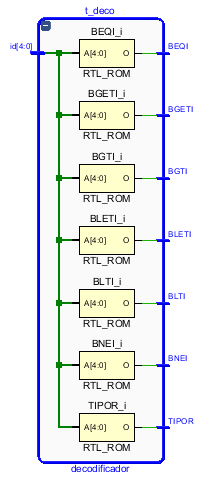 t_deco
id[4:0]
BEQI_i
A[4:0] O
BEQI
RTL_ROM
BGETI_i
A[4:0] O
BGETI
RTL_ROM
BGTI_i
A[4:0] O
BGTI
RTL_ROM
BLETI_i
A[4:0] O
BLETI
RTL_ROM
BLTI_i
A[4:0] O
BLTI
RTL_ROM
BNEI_i
A[4:0] O
BNEI
RTL_ROM
TIPOR_i
A[4:0] O
TIPOR
RTL_ROM
decodificador